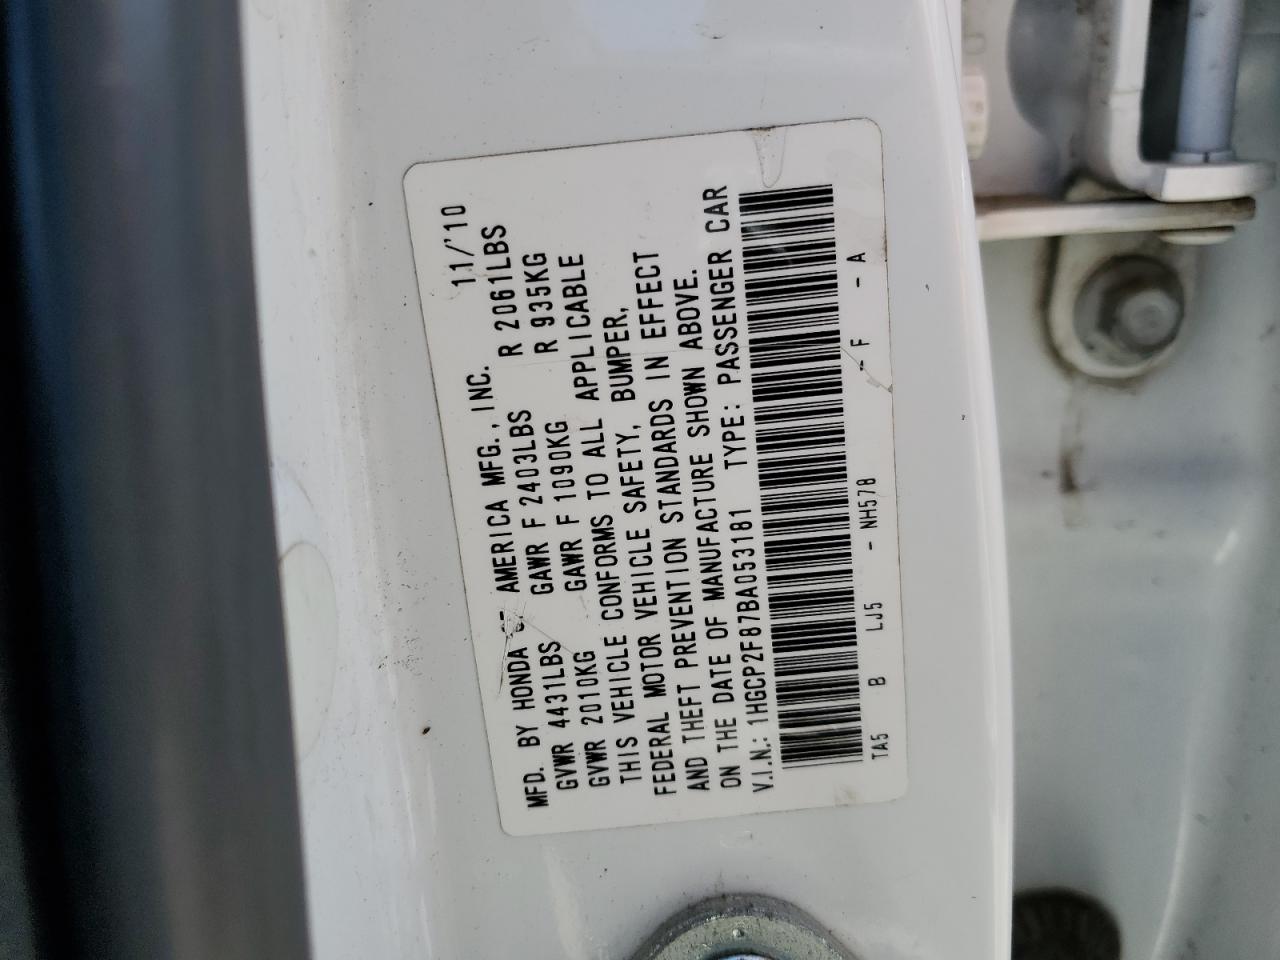 MFD. BY HONDA OF AMERICA MFG., INC. 11/'10
GVWR 4431LBS GAWR F 2403LBS R 2061LBS
GVWR 2010KG GAWR F 1090KG R 935KG
THIS VEHICLE CONFORMS TO ALL APPLICABLE
FEDERAL MOTOR VEHICLE SAFETY, BUMPER,
AND THEFT PREVENTION STANDARDS IN EFFECT
ON THE DATE OF MANUFACTURE SHOWN ABOVE.
V.I.N.: 1HGCP2F87BA053181 TYPE: PASSENGER CAR
TA5 B LJ5 - NH578 - F - A